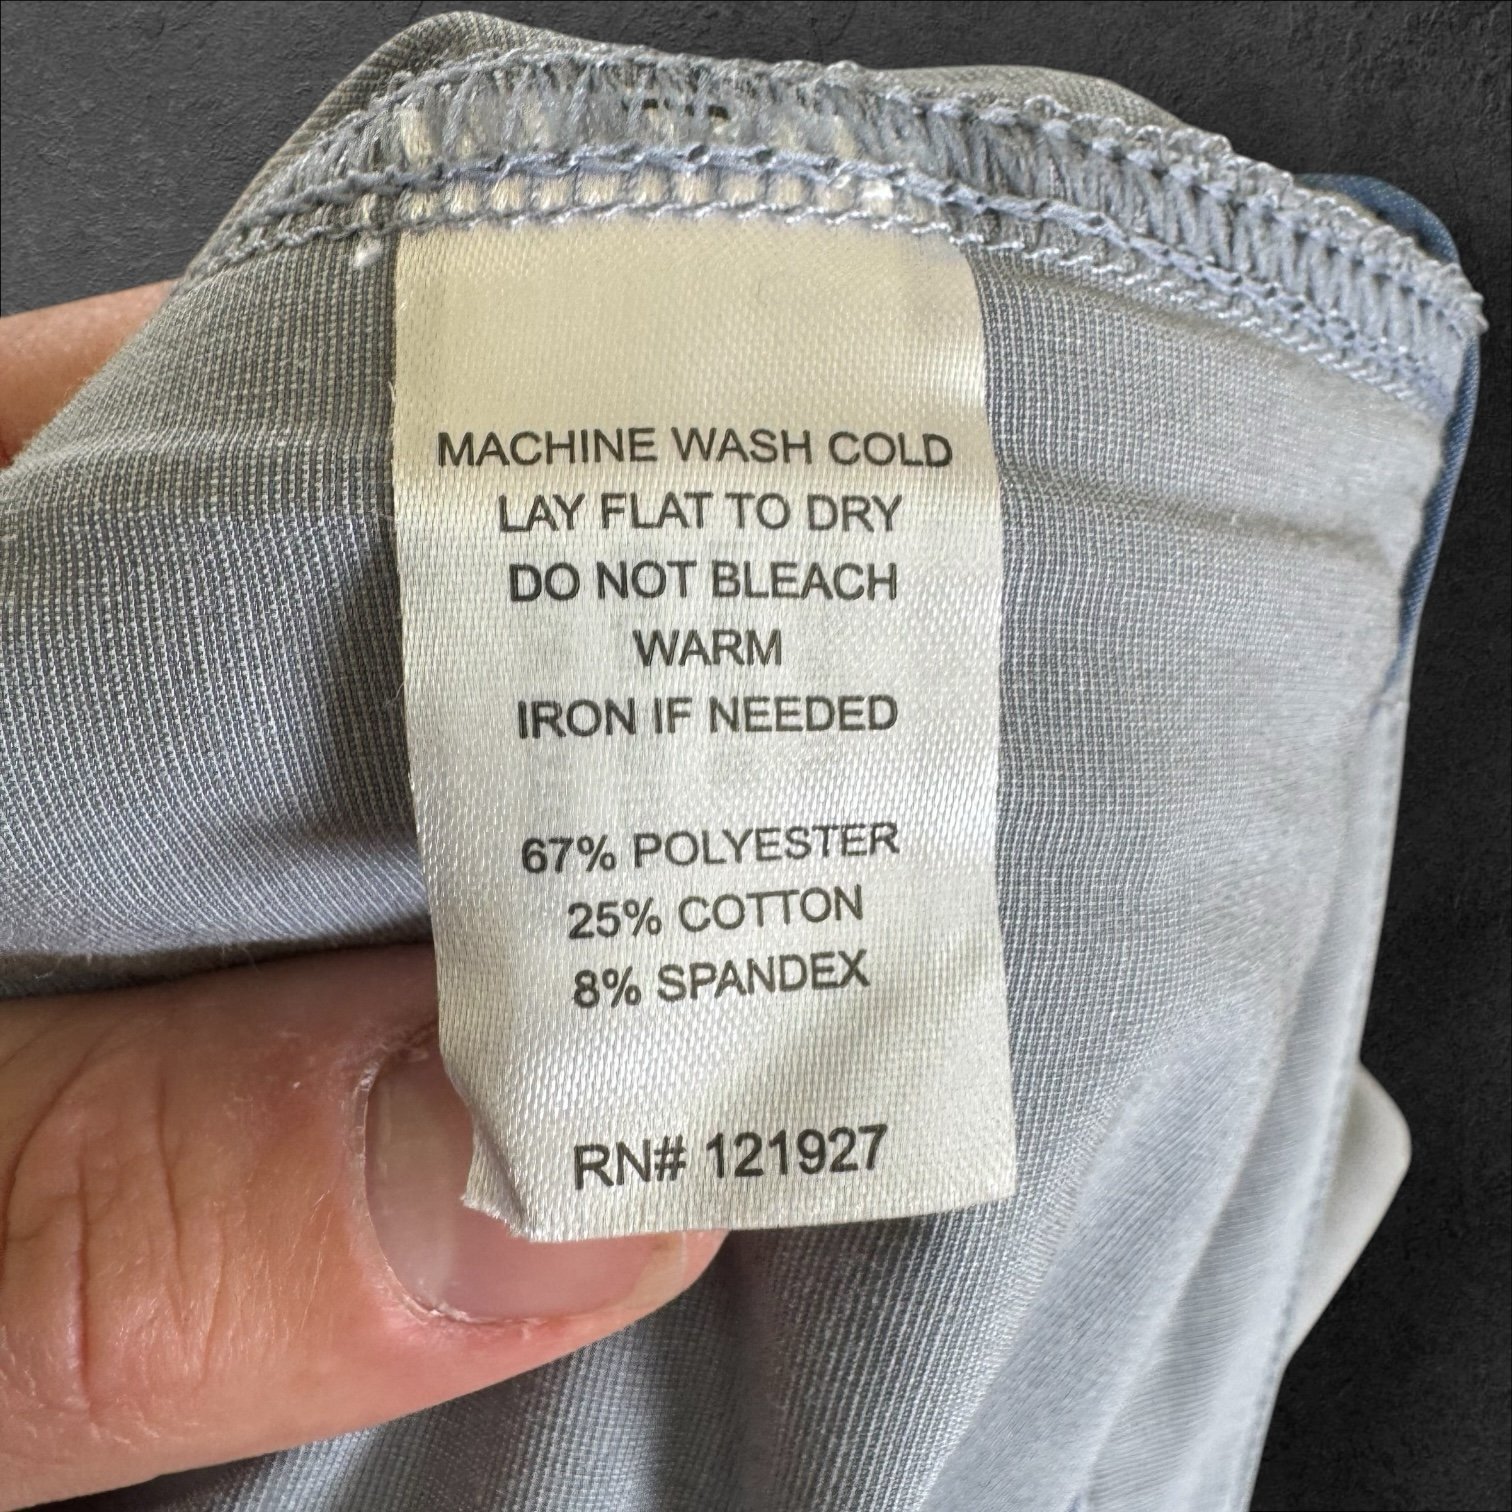 MACHINE WASH COLD
LAY FLAT TO DRY
DO NOT BLEACH
WARM
IRON IF NEEDED
67% POLYESTER
25% COTTON
8% SPANDEX
RN# 121927